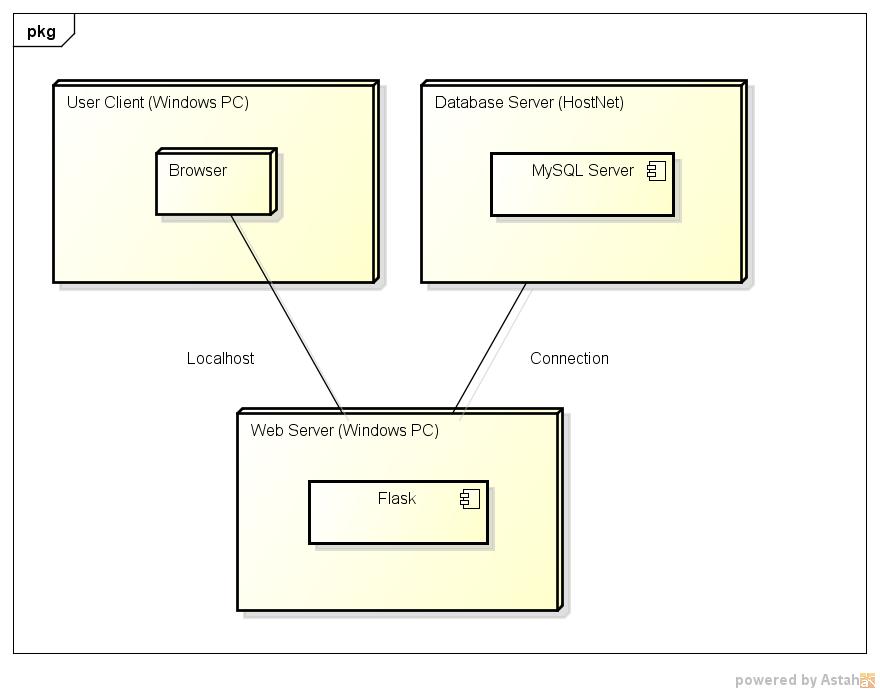 pkg
User Client (Windows PC)
Browser
Database Server (HostNet)
MySQL Server
Localhost
Connection
Web Server (Windows PC)
Flask
powered by Astah